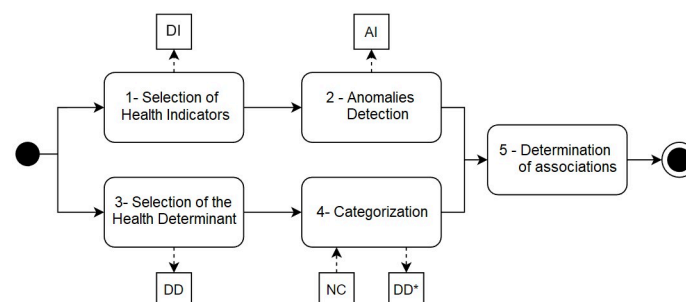 DI
AI
1- Selection of
Health Indicators
2 - Anomalies
Detection
5 - Determination
of associations
3- Selection of the
Health Determinant
4- Categorization
DD
NC
DD*